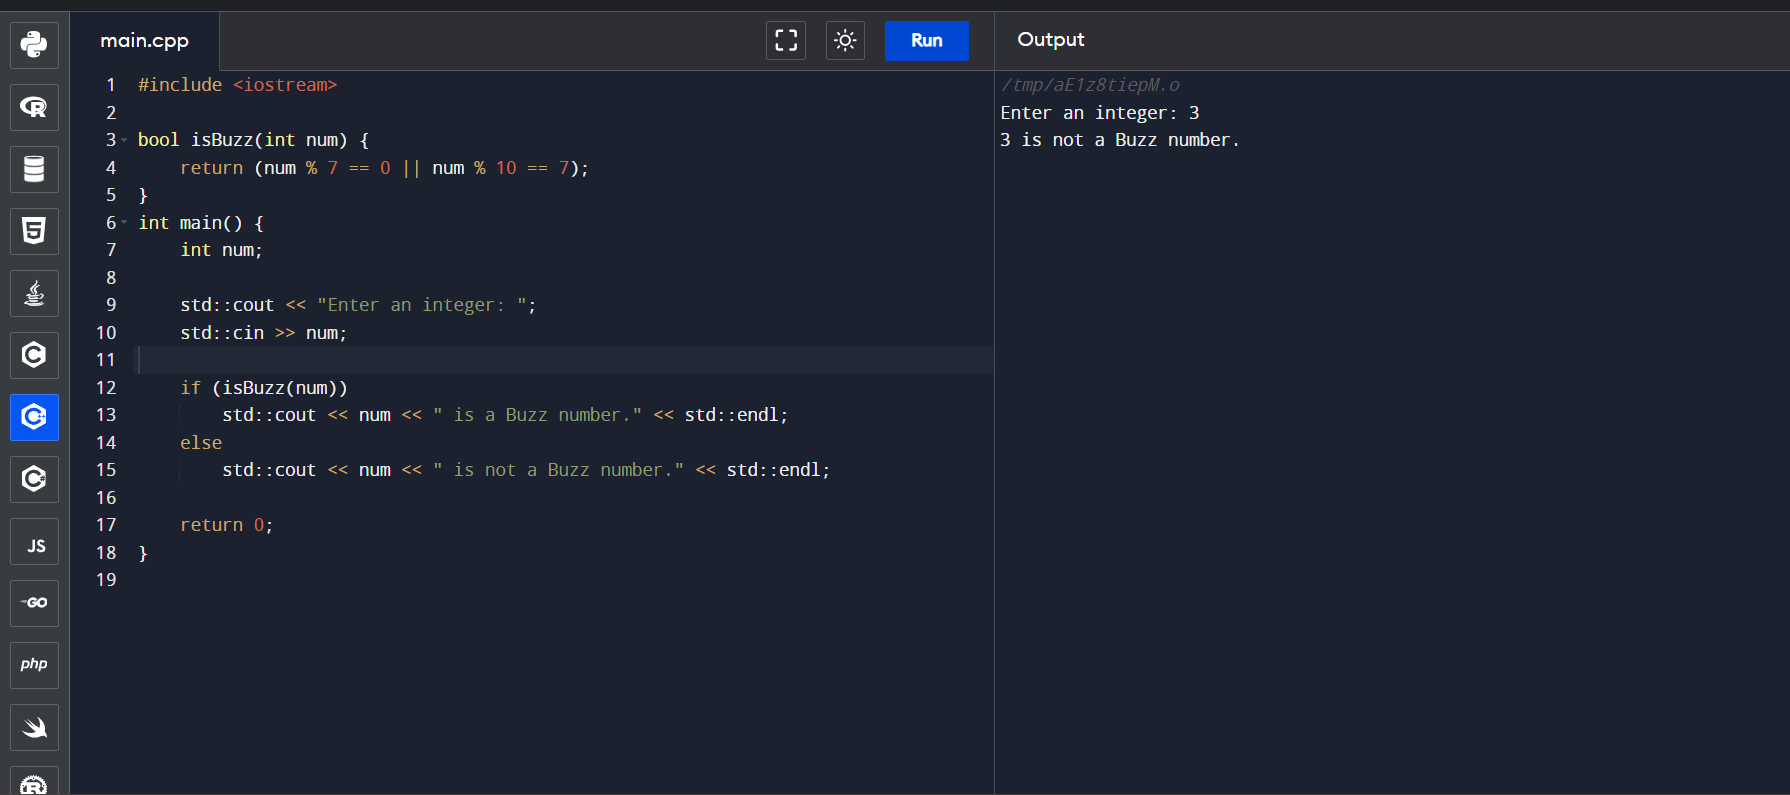 main.cpp
Run
Output
1 #include <iostream>
2
3 bool isBuzz(int num) {
4     return (num % 7 == 0 || num % 10 == 7);
5 }
6 int main() {
7     int num;
8
9     std::cout << "Enter an integer: ";
10     std::cin >> num;
11
12     if (isBuzz(num))
13         std::cout << num << " is a Buzz number." << std::endl;
14     else
15         std::cout << num << " is not a Buzz number." << std::endl;
16
17     return 0;
18 }
19
/tmp/aE1z8tiepM.o
Enter an integer: 3
3 is not a Buzz number.
R
5
C
C
C
JS
GO
php
R